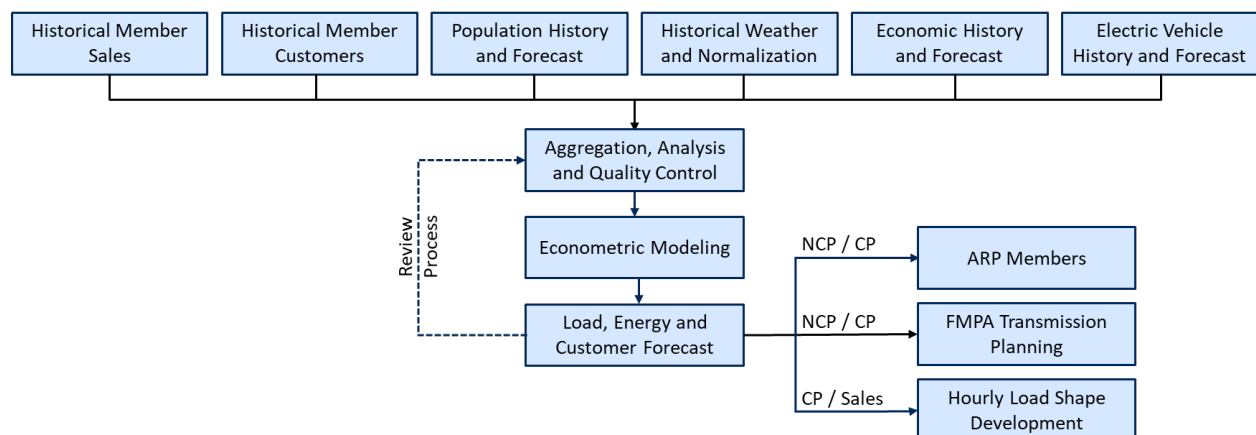 Historical Member
Sales
Historical Member
Customers
Population History
and Forecast
Historical Weather
and Normalization
Economic History
and Forecast
Electric Vehicle
History and Forecast
Aggregation, Analysis
and Quality Control
Review
Process
Econometric Modeling
Load, Energy and
Customer Forecast
NCP / CP
ARP Members
NCP / CP
FMPA Transmission
Planning
CP / Sales
Hourly Load Shape
Development